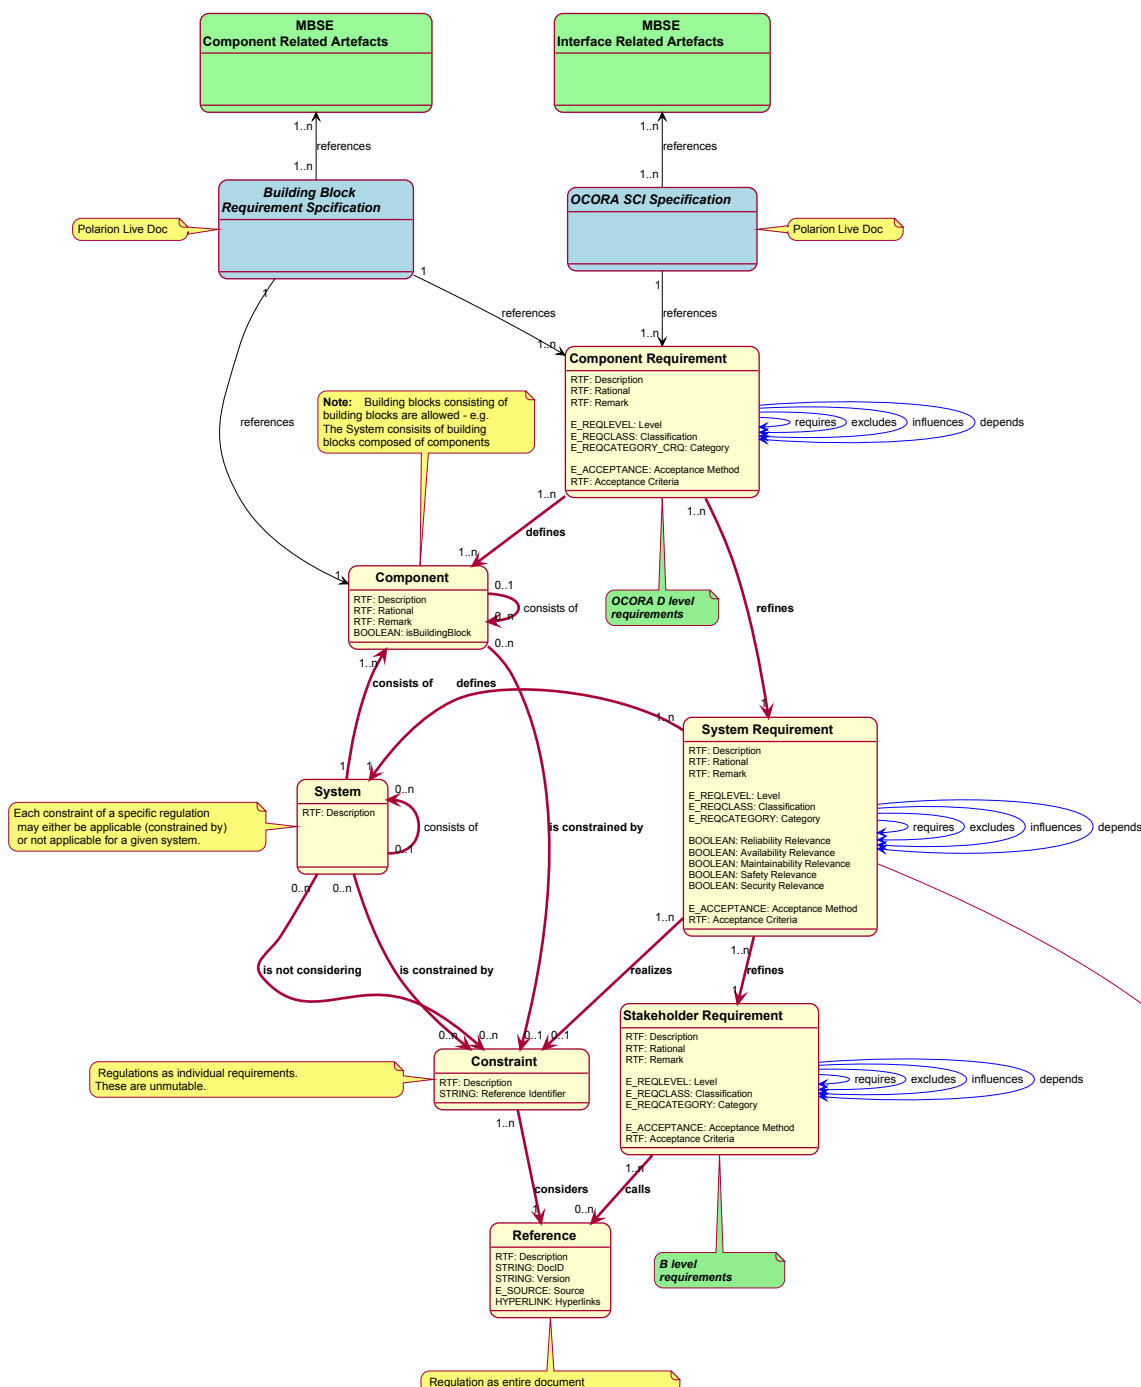 MBSE
Component Related Artefacts
MBSE
Interface Related Artefacts
1..n
references
1..n
1..n
references
1..n
Building Block
Requirement Spcification
OCORA SCI Specification
Polarion Live Doc
Polarion Live Doc
1
1
1
references
references
1..n
1..n
Component Requirement
RTF: Description
RTF: Rational
RTF: Remark
E_REQLEVEL: Level
E_REQCLASS: Classification
E_REQCATEGORY_CRQ: Category
E_ACCEPTANCE: Acceptance Method
RTF: Acceptance Criteria
requires
excludes
influences
depends
Note: Building blocks consisting of
building blocks are allowed - e.g.
The System consists of building
blocks composed of components
references
1..n
1..n
defines
1..n
1
Component
RTF: Description
RTF: Rational
RTF: Remark
BOOLEAN: isBuildingBlock
0..1
consists of
0..n
0..n
OCORA D level
requirements
refines
1..n
consists of
defines
1
1..n
System Requirement
RTF: Description
RTF: Rational
RTF: Remark
E_REQLEVEL: Level
E_REQCLASS: Classification
E_REQCATEGORY: Category
BOOLEAN: Reliability Relevance
BOOLEAN: Availability Relevance
BOOLEAN: Maintainability Relevance
BOOLEAN: Safety Relevance
BOOLEAN: Security Relevance
E_ACCEPTANCE: Acceptance Method
RTF: Acceptance Criteria
requires
excludes
influences
depends
1
1
System
RTF: Description
0..n
consists of
0..1
Each constraint of a specific regulation
may either be applicable (constrained by)
or not applicable for a given system.
is constrained by
0..n
0..n
1..n
1..n
is not considering
is constrained by
realizes
refines
1
0..n
0..n
0..1
0..1
Stakeholder Requirement
RTF: Description
RTF: Rational
RTF: Remark
E_REQLEVEL: Level
E_REQCLASS: Classification
E_REQCATEGORY: Category
E_ACCEPTANCE: Acceptance Method
RTF: Acceptance Criteria
requires
excludes
influences
depends
Constraint
RTF: Description
STRING: Reference Identifier
Regulations as individual requirements.
These are unmutable.
1..n
1..n
considers
calls
1
0..n
Reference
RTF: Description
STRING: DocID
STRING: Version
E_SOURCE: Source
HYPERLINK: Hyperlinks
B level
requirements
Regulation as entire document